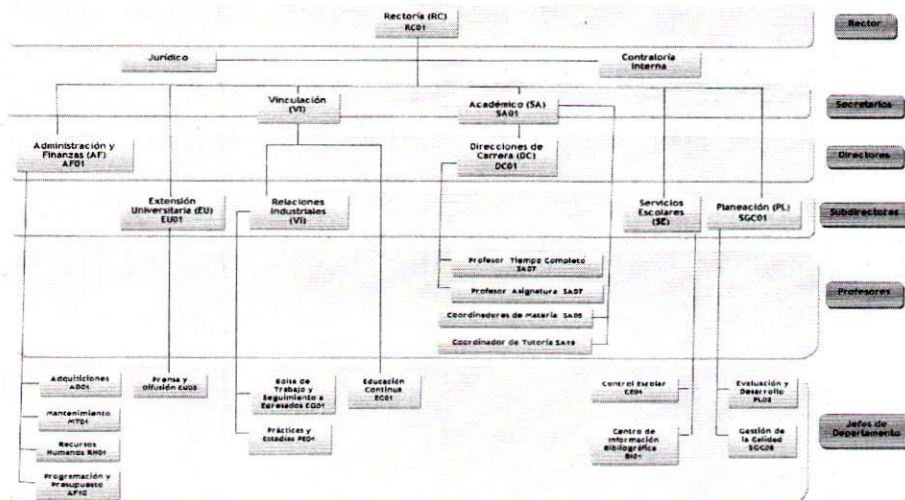 Rectoría (RC)
RC01
Rector
Jurídico
Contraloría
Interna
Vinculación
(VI)
Académico (SA)
SA01
Secretarios
Administración y
Finanzas (AF)
AF01
Direcciones de
Carrera (DC)
DC01
Directores
Extensión
Universitaria (EU)
EU01
Relaciones
Industriales
(VI)
Servicios
Escolares
(SE)
Planeación (PL)
SGC01
Subdirectores
Profesor Tiempo Completo
SA07
Profesor Asignatura SA07
Coordinadores de Materia
Coordinador de Tutoría
Profesores
Adquisiciones
AD01
Prensa y
Difusión
Bolsa de
Trabajo y
Seguimiento a
Egresados EG01
Educación
Continua
EC01
Control Escolar
CE01
Evaluación y
Desarrollo
Mantenimiento
MT01
Prácticas y
Estadías PE01
Centro de
Información
Bibliográfica
BI01
Gestión de
la Calidad
Jefes de
Departamento
Recursos
Humanos RH01
Programación y
Presupuesto
AF10